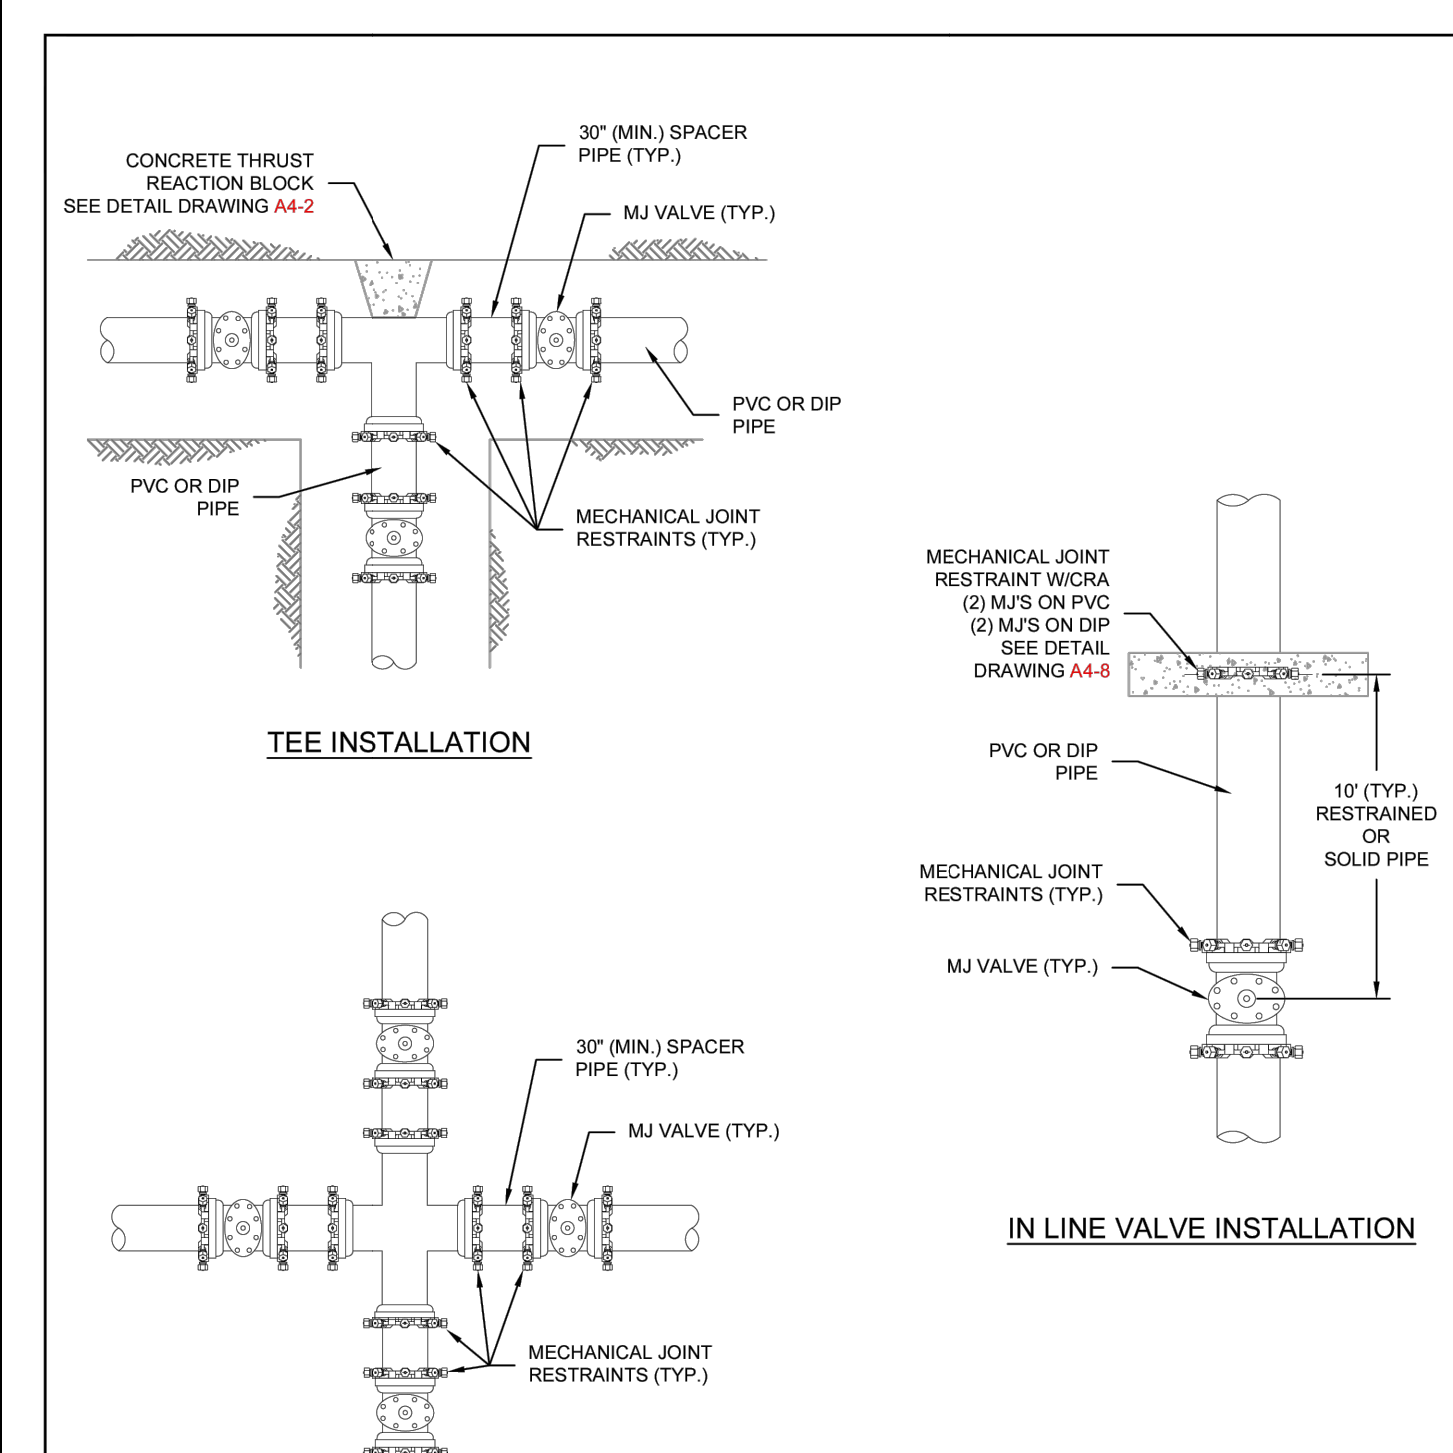 30" (MIN.) SPACER
PIPE (TYP.)
CONCRETE THRUST
REACTION BLOCK
SEE DETAIL DRAWING A4-2
MJ VALVE (TYP.)
PVC OR DIP
PIPE
PVC OR DIP
PIPE
MECHANICAL JOINT
RESTRAINTS (TYP.)
TEE INSTALLATION
MECHANICAL JOINT
RESTRAINT W/CRA
(2) MJ'S ON PVC
(2) MJ'S ON DIP
SEE DETAIL
DRAWING A4-8
PVC OR DIP
PIPE
10' (TYP.)
RESTRAINED
OR
SOLID PIPE
MECHANICAL JOINT
RESTRAINTS (TYP.)
MJ VALVE (TYP.)
IN LINE VALVE INSTALLATION
30" (MIN.) SPACER
PIPE (TYP.)
MJ VALVE (TYP.)
MECHANICAL JOINT
RESTRAINTS (TYP.)